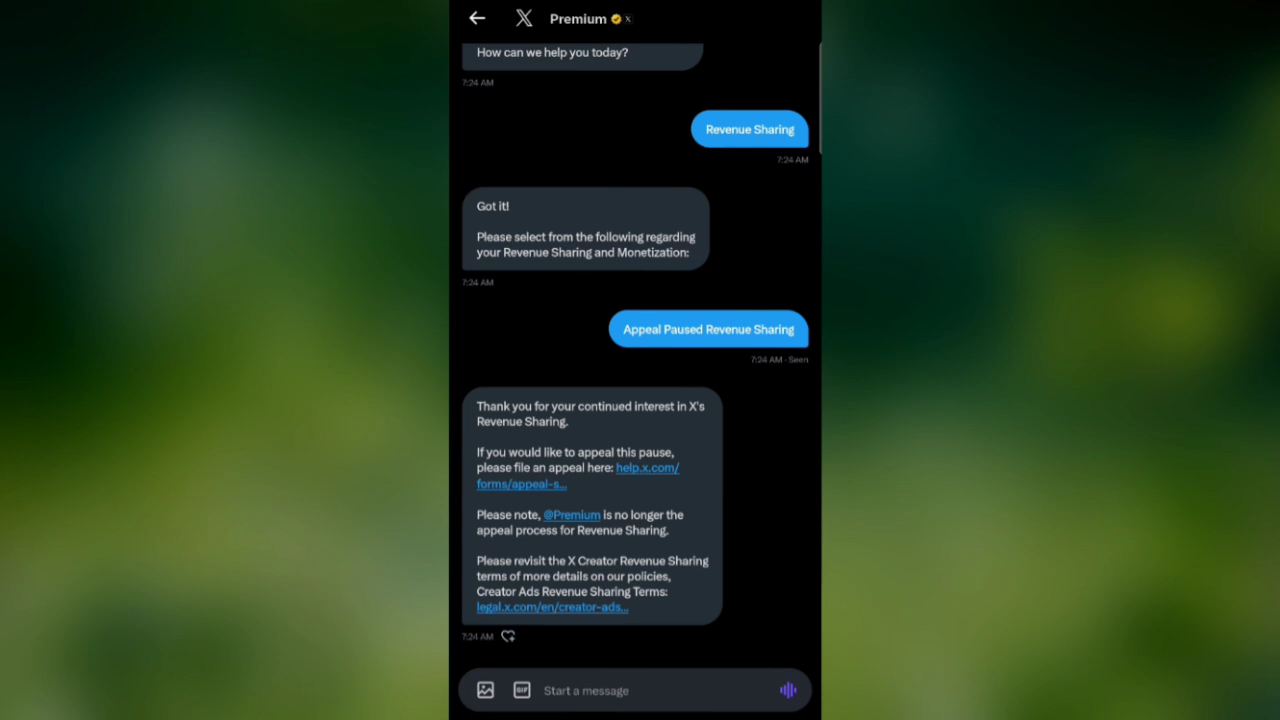 Premium
How can we help you today?
7:24 AM
Revenue Sharing
7:24 AM
Got it!
Please select from the following regarding
your Revenue Sharing and Monetization:
7:24 AM
Appeal Paused Revenue Sharing
7:24 AM · Seen
Thank you for your continued interest in X's
Revenue Sharing.
If you would like to appeal this pause,
please file an appeal here: help.x.com/
forms/appeal-s...
Please note, @Premium is no longer the
appeal process for Revenue Sharing.
Please revisit the X Creator Revenue Sharing
terms of more details on our policies,
Creator Ads Revenue Sharing Terms:
legal.x.com/en/creator-ads...
7:24 AM
GIF
Start a message